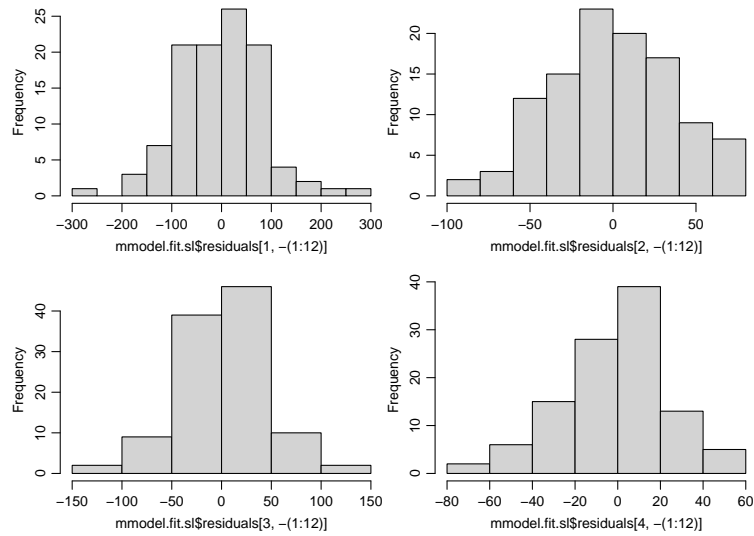 Frequency
0 5 10 15 20 25
−300 −200 −100 0 100 200 300
mmodel.fit.sl$residuals[1, −(1:12)]
Frequency
0 5 10 15 20
−100 −50 0 50
mmodel.fit.sl$residuals[2, −(1:12)]
Frequency
0 10 20 30 40
−150 −100 −50 0 50 100 150
mmodel.fit.sl$residuals[3, −(1:12)]
Frequency
0 10 20 30 40
−80 −60 −40 −20 0 20 40 60
mmodel.fit.sl$residuals[4, −(1:12)]